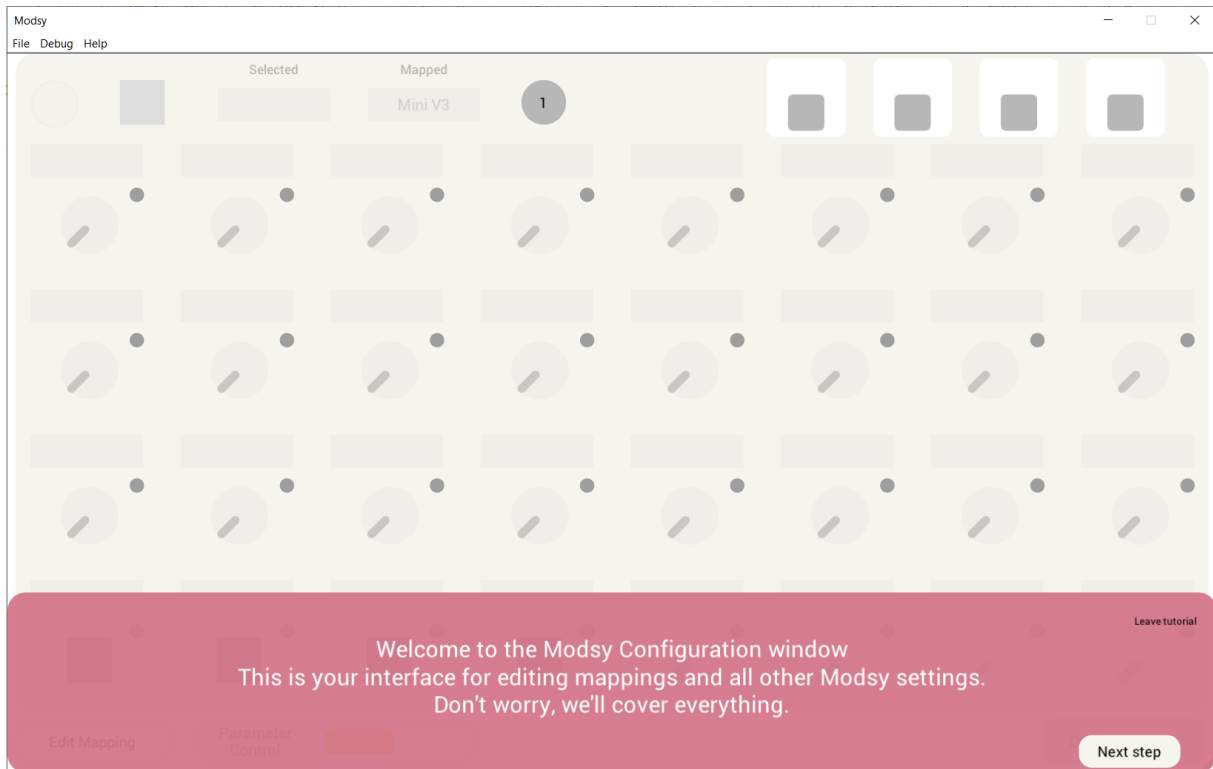 Modsy
File Debug Help
Selected
Mapped
Mini V3
1
Leave tutorial
Welcome to the Modsy Configuration window
This is your interface for editing mappings and all other Modsy settings.
Don't worry, we'll cover everything.
Edit Mapping
Parameter
Control
Next step